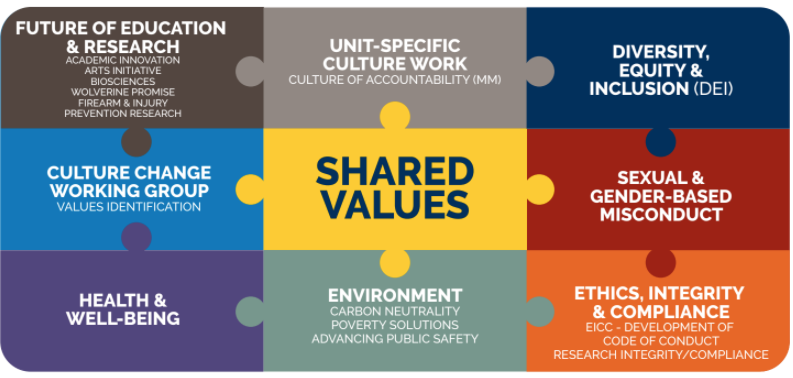 FUTURE OF EDUCATION
& RESEARCH
ACADEMIC INNOVATION
ARTS INITIATIVE
BIOSCIENCES
WOLVERINE PROMISE
FIREARM & INJURY
PREVENTION RESEARCH
UNIT-SPECIFIC
CULTURE WORK
CULTURE OF ACCOUNTABILITY (MM)
DIVERSITY,
EQUITY &
INCLUSION (DEI)
CULTURE CHANGE
WORKING GROUP
VALUES IDENTIFICATION
SHARED
VALUES
SEXUAL &
GENDER-BASED
MISCONDUCT
HEALTH &
WELL-BEING
ENVIRONMENT
CARBON NEUTRALITY
POVERTY SOLUTIONS
ADVANCING PUBLIC SAFETY
ETHICS, INTEGRITY
& COMPLIANCE
EICC - DEVELOPMENT OF
CODE OF CONDUCT
RESEARCH INTEGRITY/COMPLIANCE